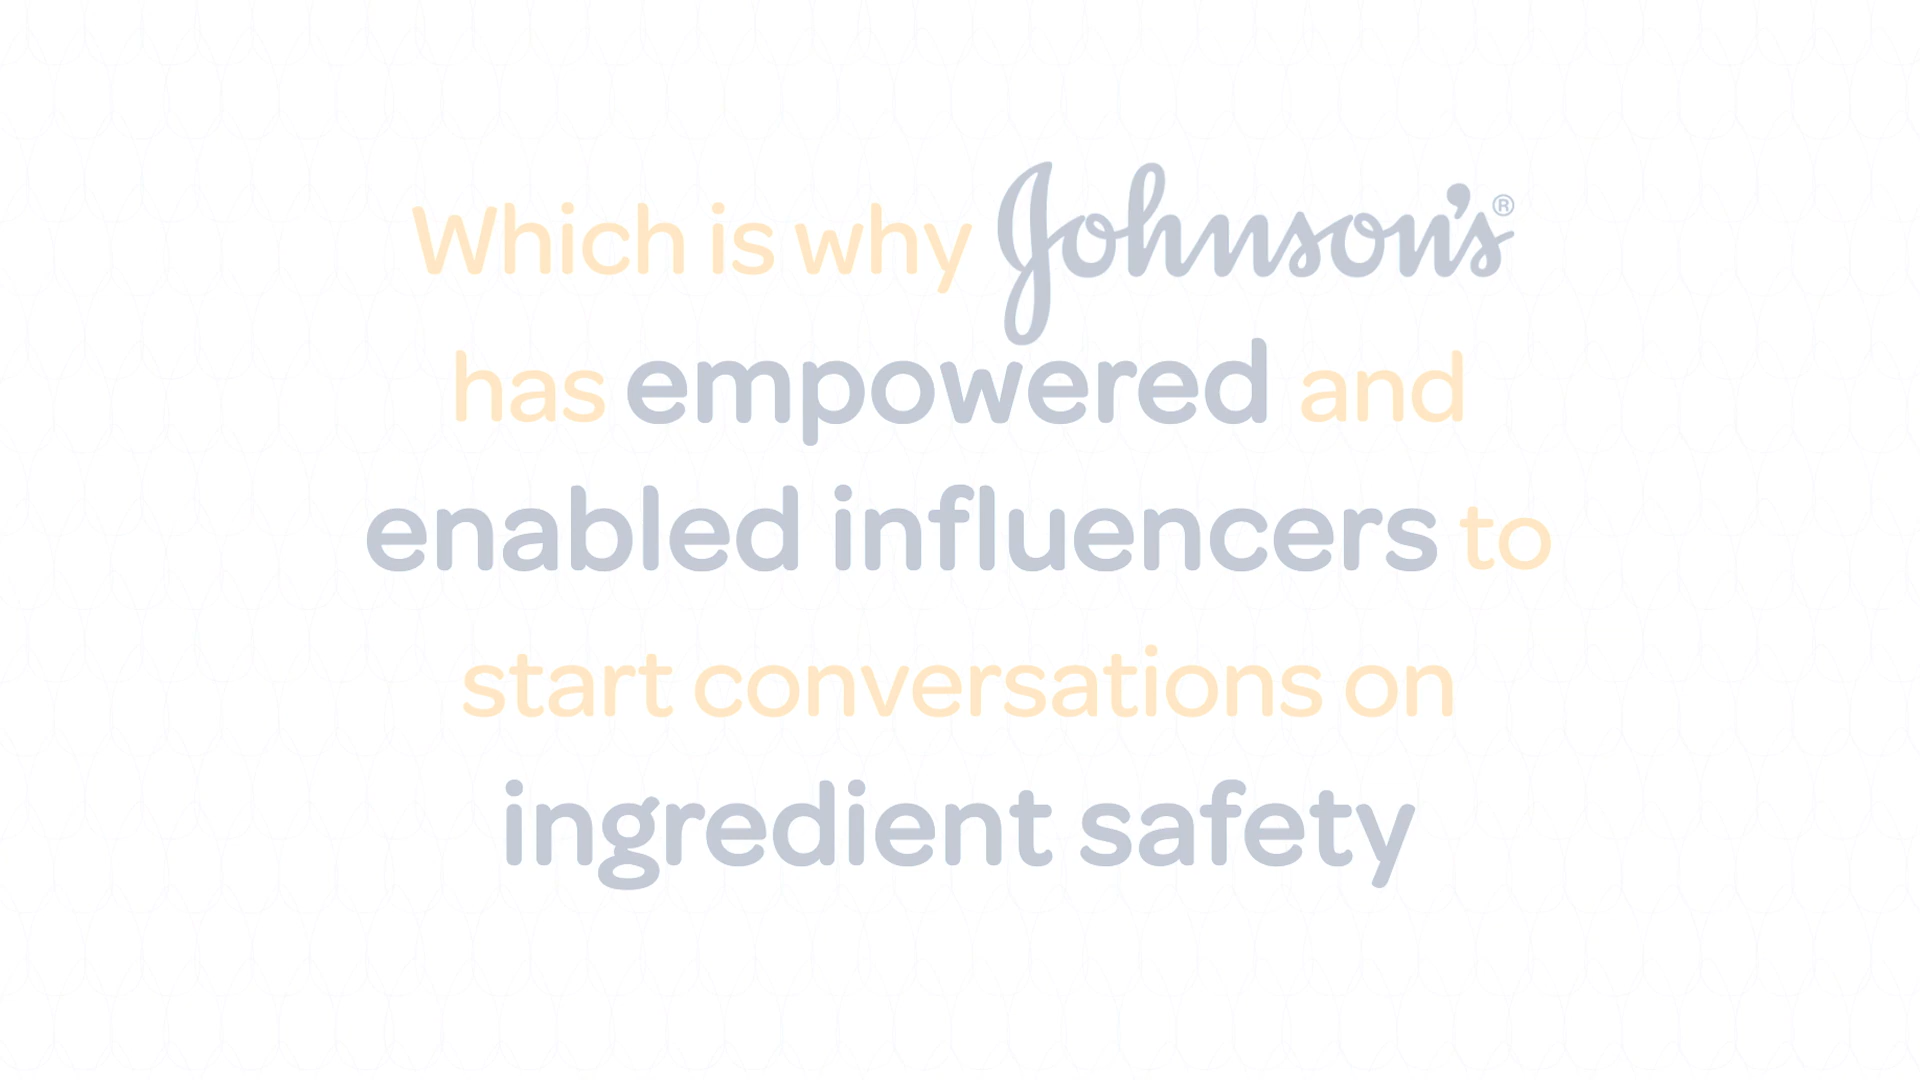 Which is why Johnson's®
has empowered and
enabled influencers to
start conversations on
ingredient safety